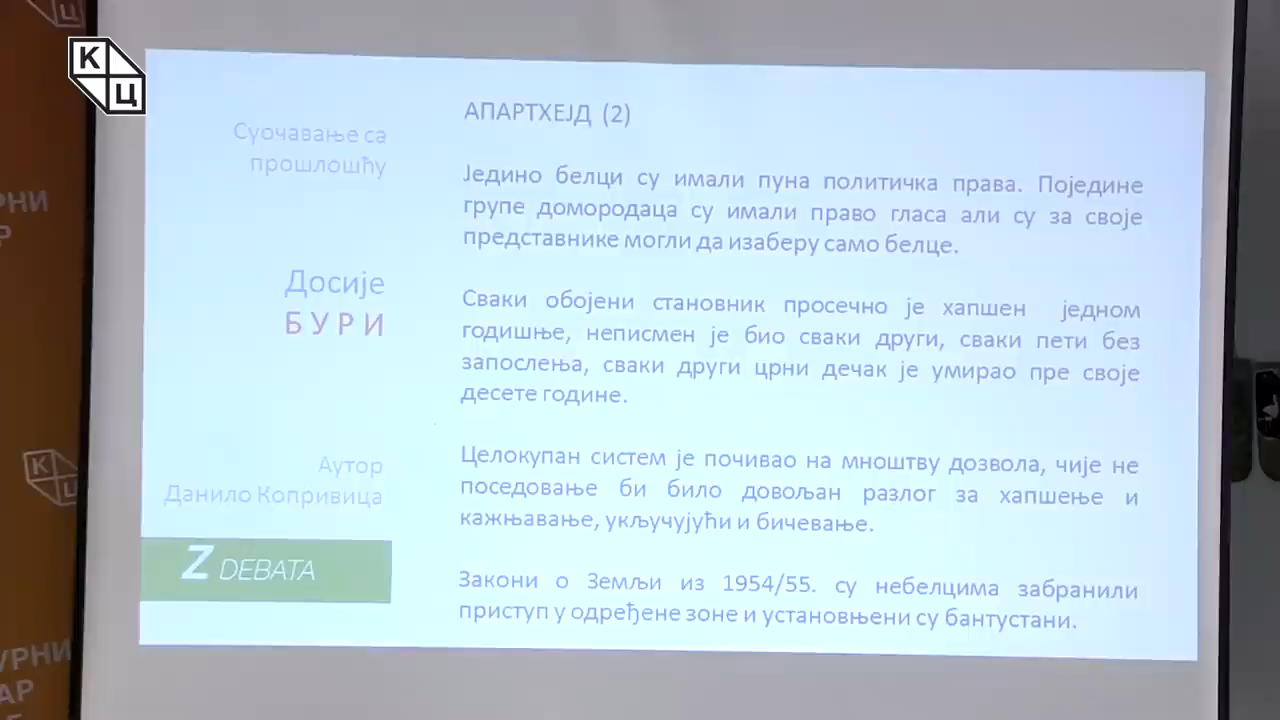 К
Ц
Суочавање са
прошлошћу
Досије
БУРИ
Аутор
Данило Копривица
Z DEBATA
АПАРТХЕЈД (2)
Једино белци су имали пуна политичка права. Поједине
групе домородаца су имали право гласа али су за своје
представнике могли да изаберу само белце.
Сваки обојени становник просечно је хапшен једном
годишње, неписмен је био сваки други, сваки пети без
запослења, сваки други црни дечак је умирао пре своје
десете године.
Целокупан систем је почивао на мноштву дозвола, чије не
поседовање би било довољан разлог за хапшење и
кажњавање, укључујући и бичевање.
Закони о Земљи из 1954/55. су небелцима забранили
приступ у одређене зоне и установњени су бантустани.
К
Ц